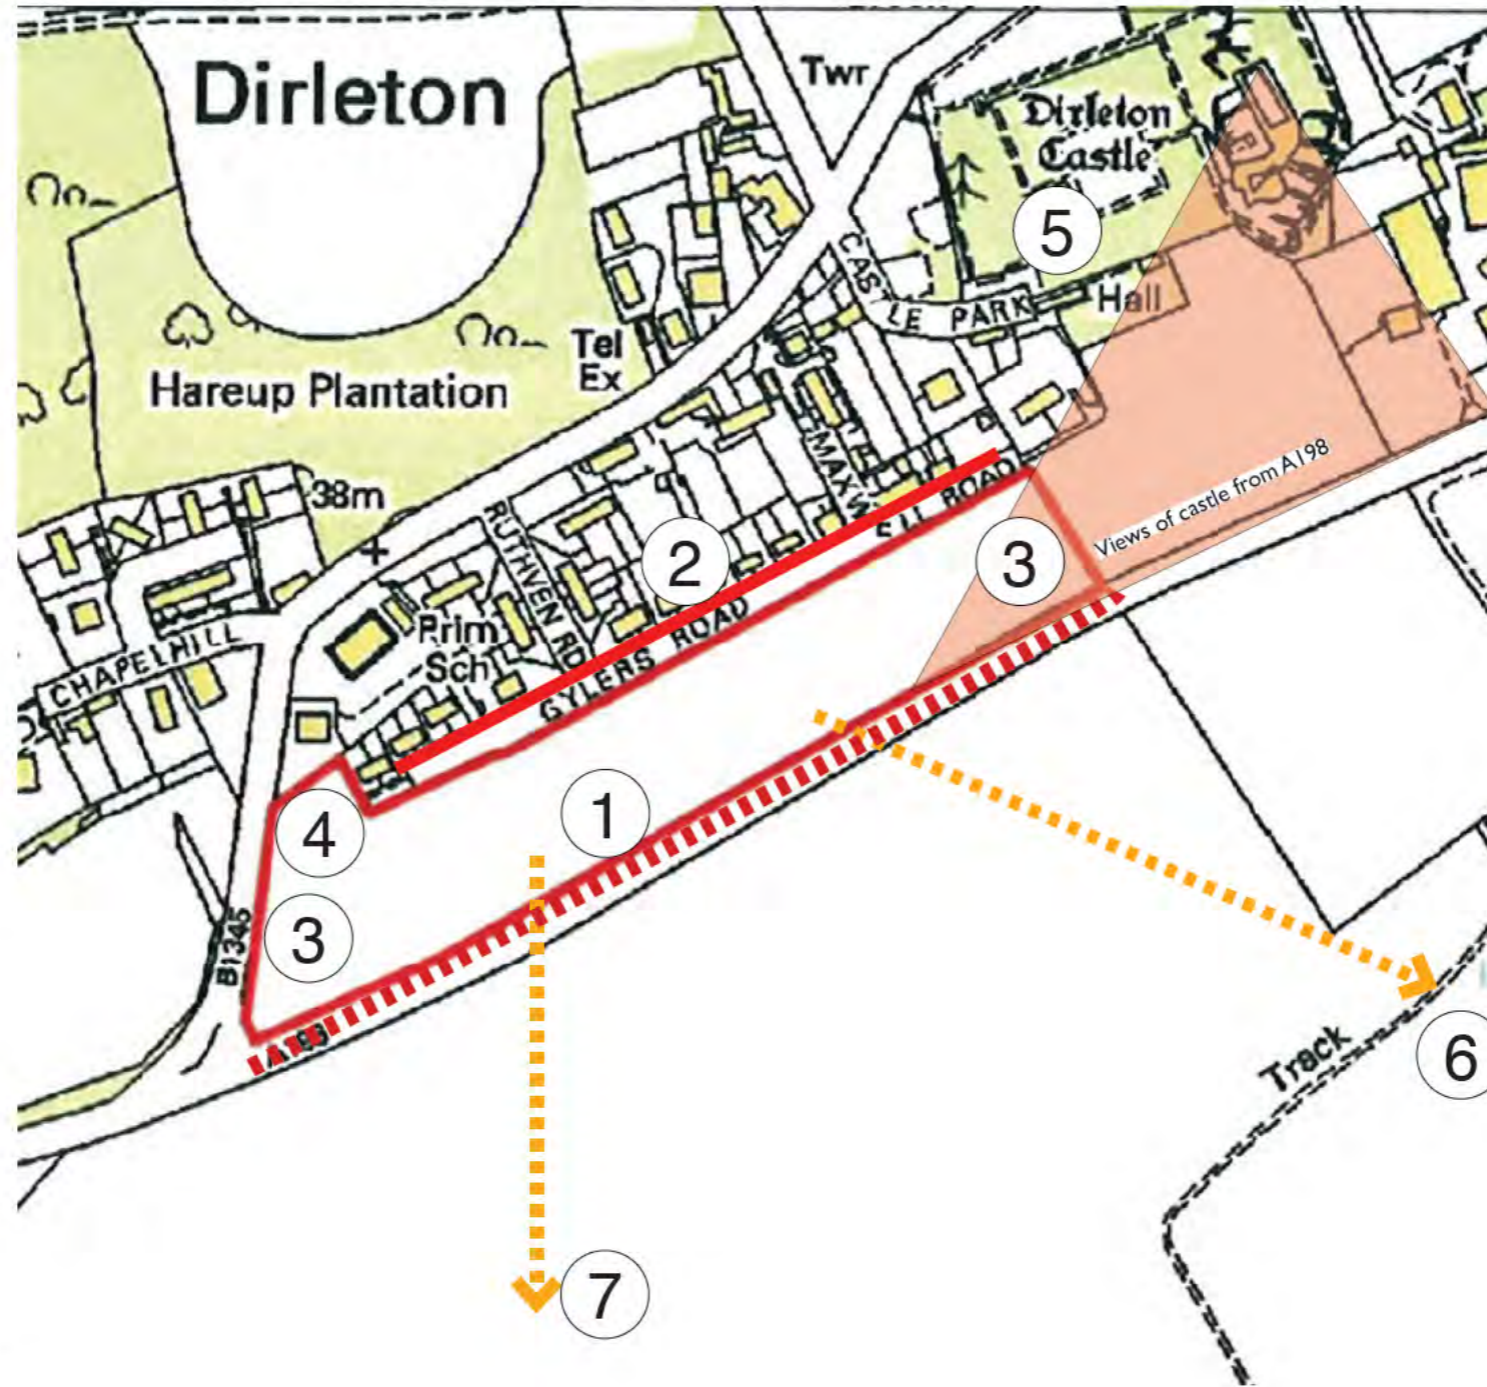 Dirleton
Twr
Dirleton
Castle
5
CASTLE PARK
Hall
Tel
Ex
Hareup Plantation
38m
MAXWELL ROAD
Views of castle from A198
RUTHVEN RD
2
3
Prim
Sch
GYLERS ROAD
CHAPELHILL
1
4
3
B1345
6
Track
7